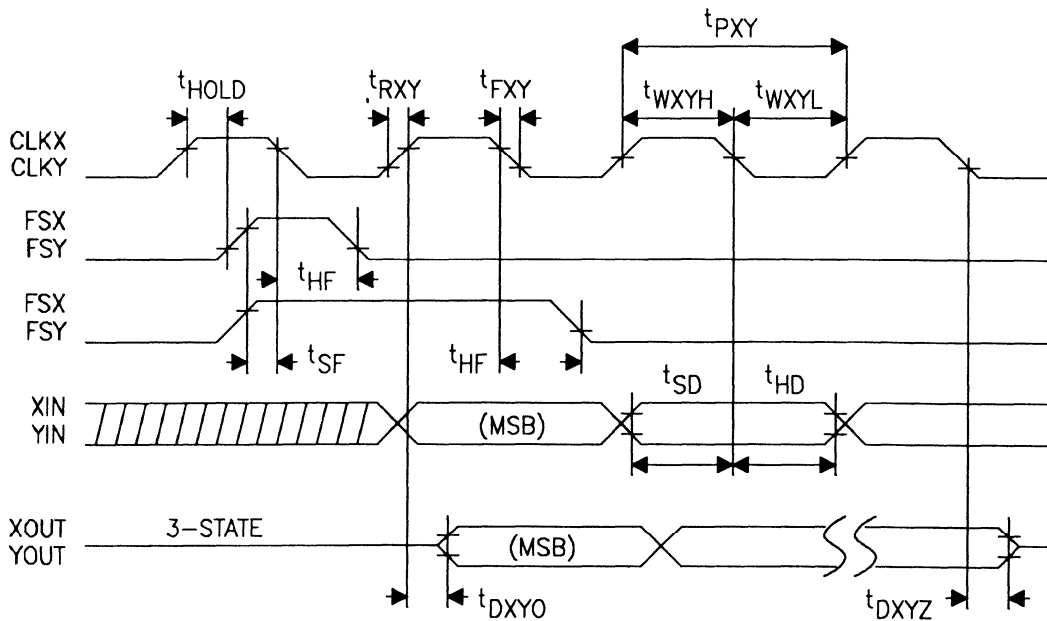 tPXY
tHOLD tRXY tFXY tWXYH tWXYL
CLKX
CLKY
FSX
FSY
tHF
FSX
FSY
tSF tHF
tSD tHD
XIN
YIN
(MSB)
XOUT
YOUT
3-STATE
(MSB)
tDXYO tDXYZ